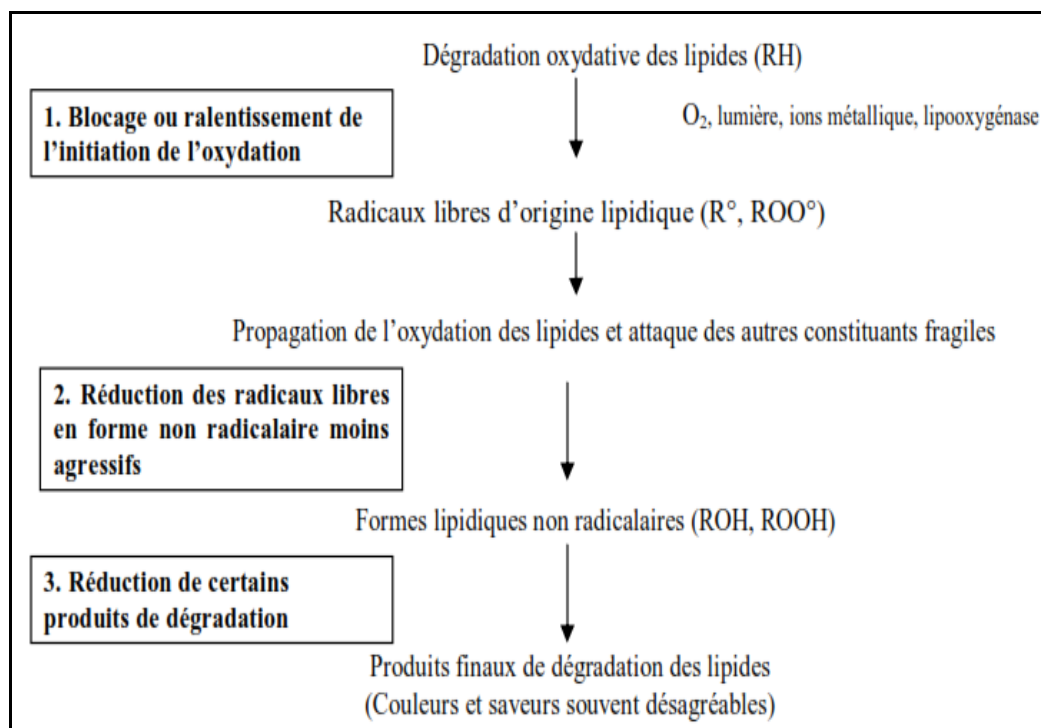 Dégradation oxydative des lipides (RH)
1. Blocage ou ralentissement de
l'initiation de l'oxydation
O₂, lumière, ions métallique, lipooxygénase
Radicaux libres d'origine lipidique (R°, ROO°)
Propagation de l'oxydation des lipides et attaque des autres constituants fragiles
2. Réduction des radicaux libres
en forme non radicalaire moins
agressifs
Formes lipidiques non radicalaires (ROH, ROOH)
3. Réduction de certains
produits de dégradation
Produits finaux de dégradation des lipides
(Couleurs et saveurs souvent désagréables)